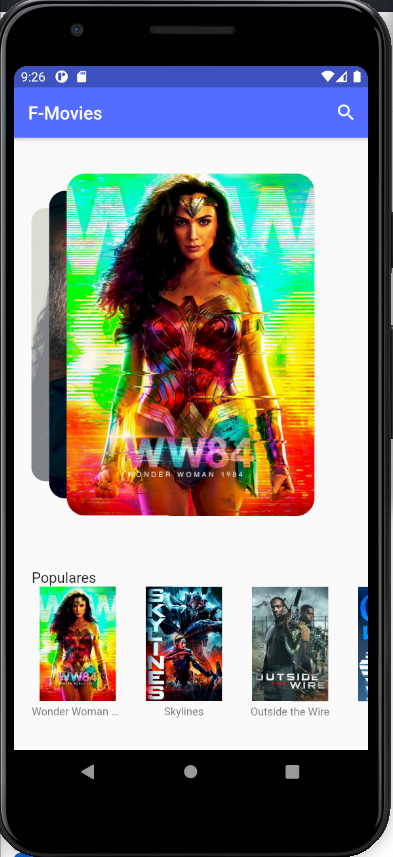 9:26
F-Movies
WW
WW84
WONDER WOMAN 1984
Populares
WW84
SKYLINES
OUTSIDE
THE
WIRE
Wonder Woman ...
Skylines
Outside the Wire